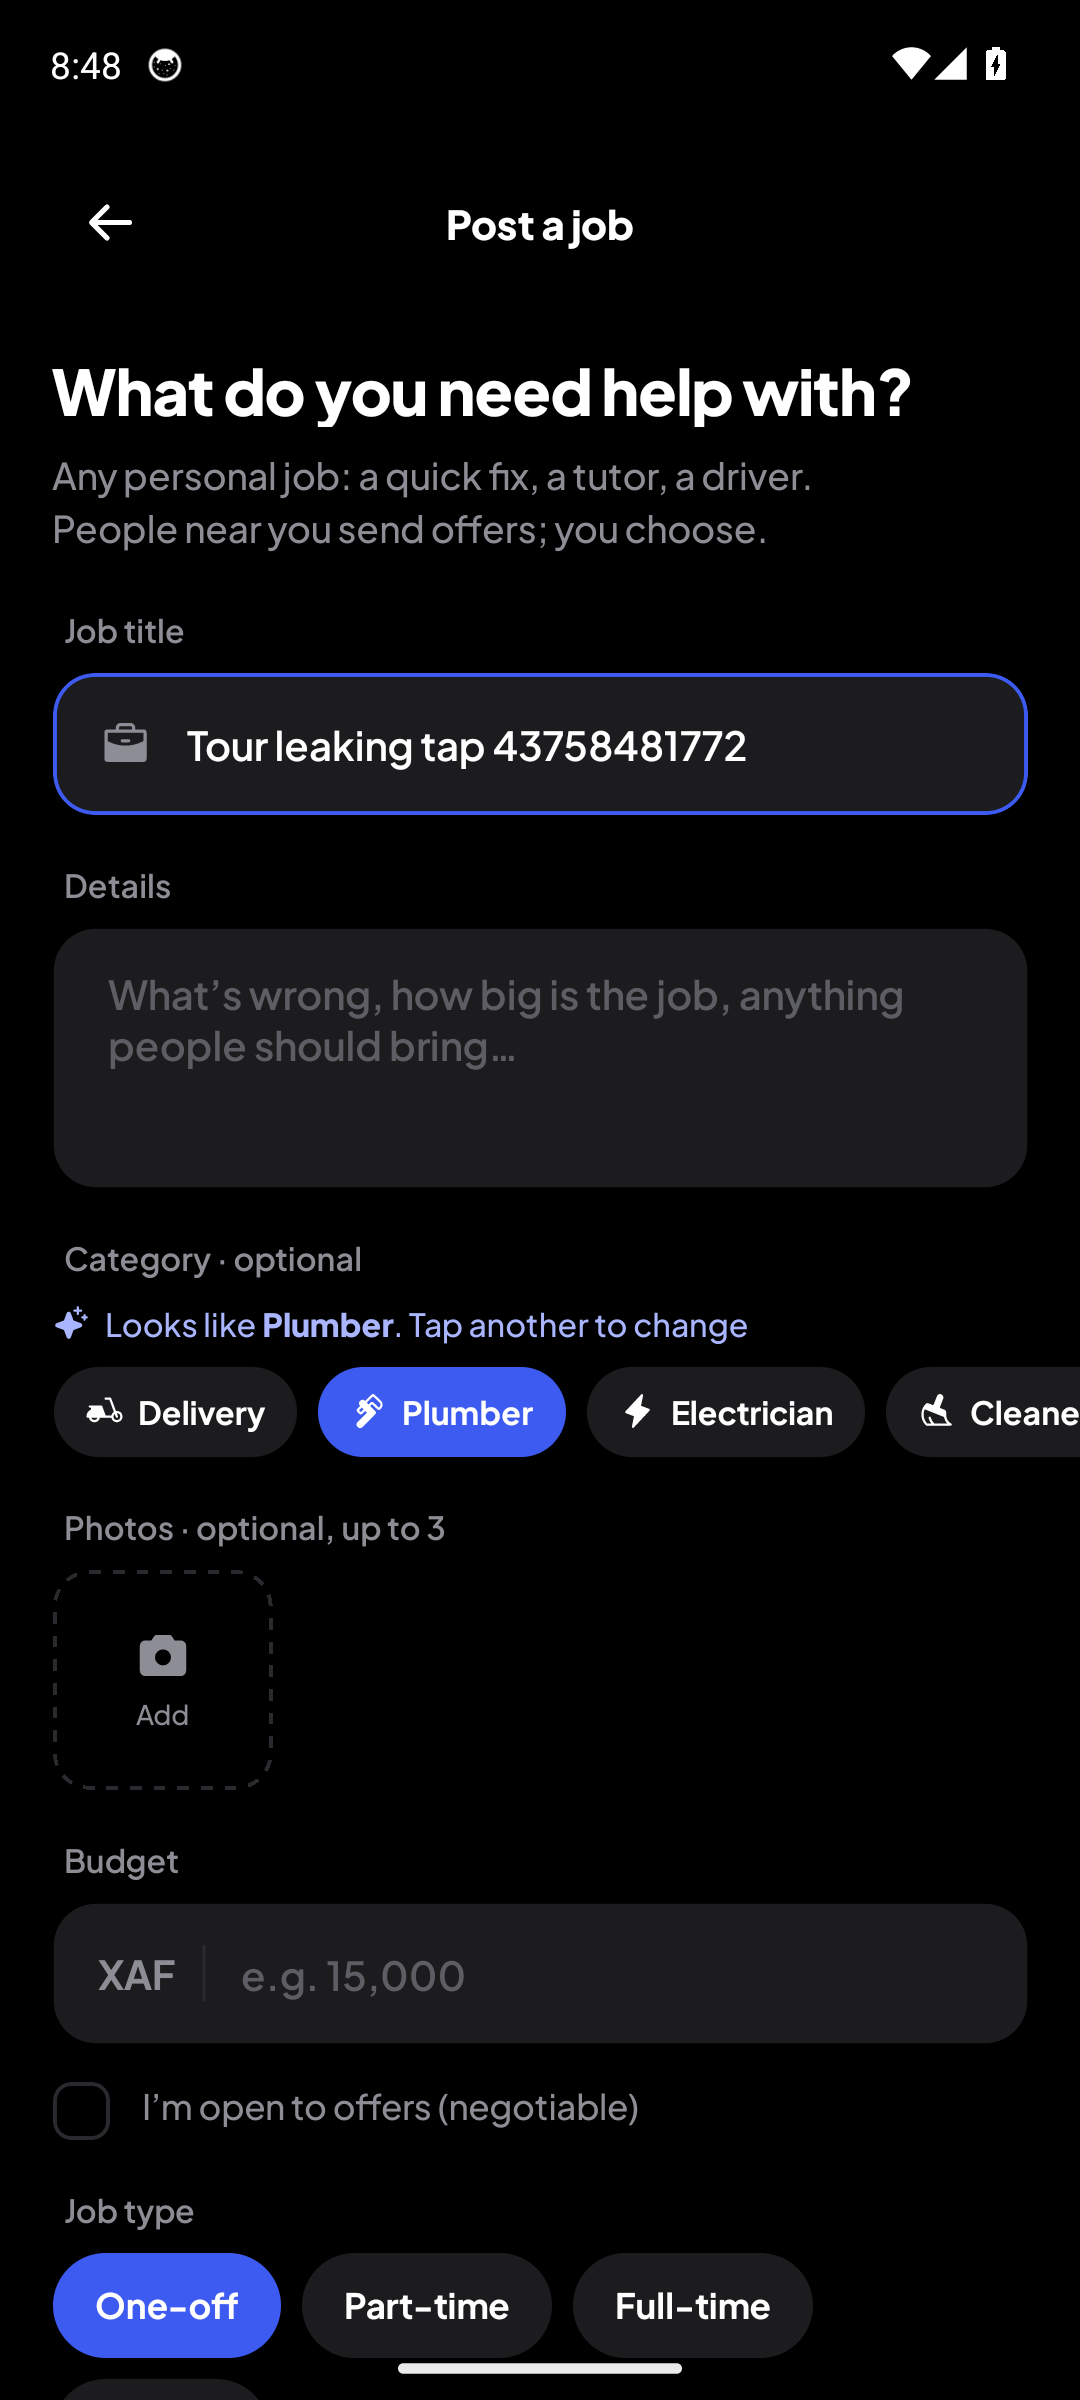 8:48
Post a job
What do you need help with?
Any personal job: a quick fix, a tutor, a driver.
People near you send offers; you choose.
Job title
Tour leaking tap 43758481772
Details
What’s wrong, how big is the job, anything
people should bring…
Category · optional
Looks like Plumber. Tap another to change
Delivery Plumber Electrician Cleane
Photos · optional, up to 3
Add
Budget
XAF e.g. 15,000
I’m open to offers (negotiable)
Job type
One-off Part-time Full-time